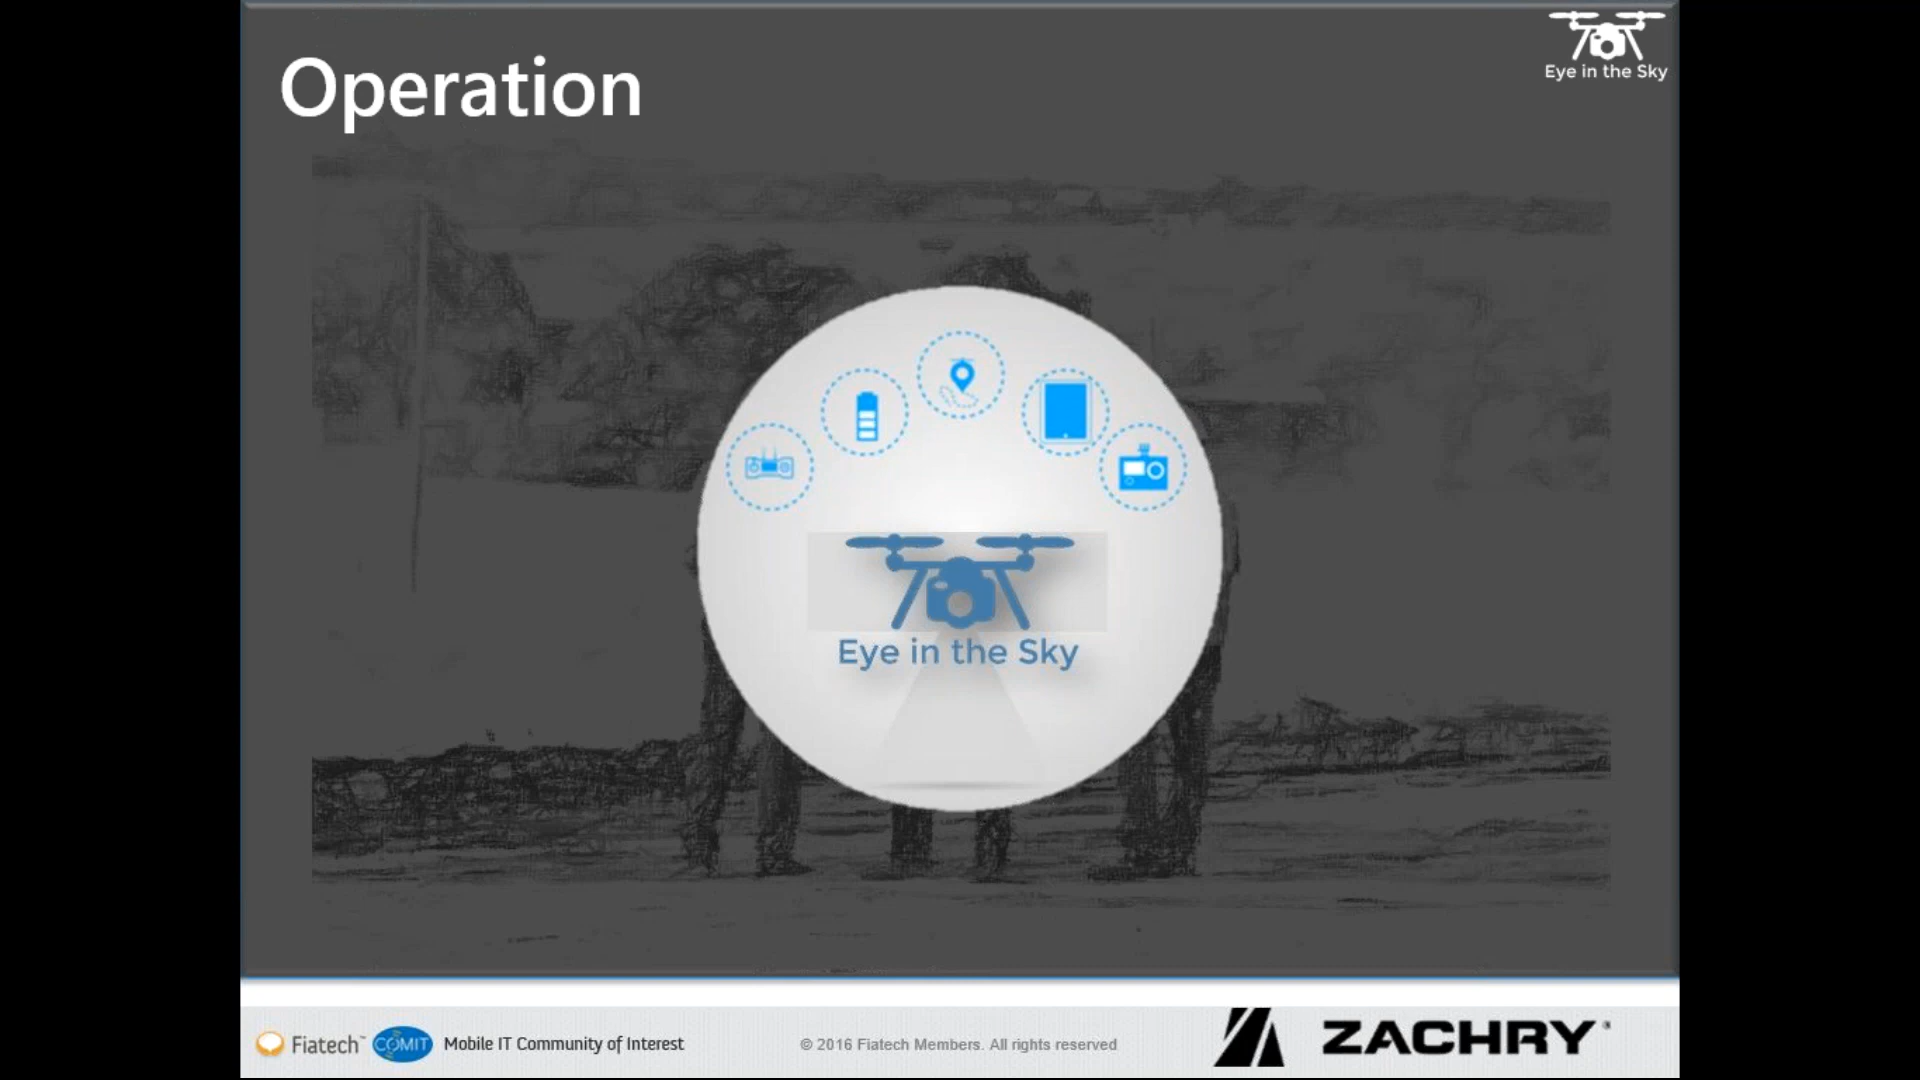 Operation
Eye in the Sky
Eye in the Sky
Fiatech™ COMIT Mobile IT Community of Interest
© 2016 Fiatech Members. All rights reserved
ZACHRY